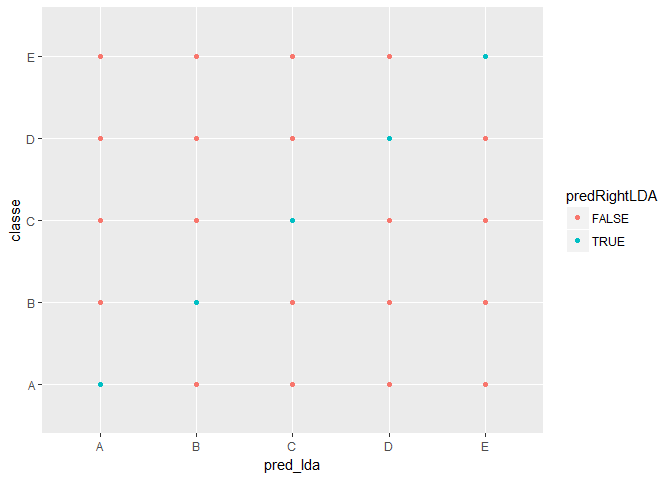 E
D
C
B
A
classe
A B C D E
pred_lda
predRightLDA
FALSE
TRUE